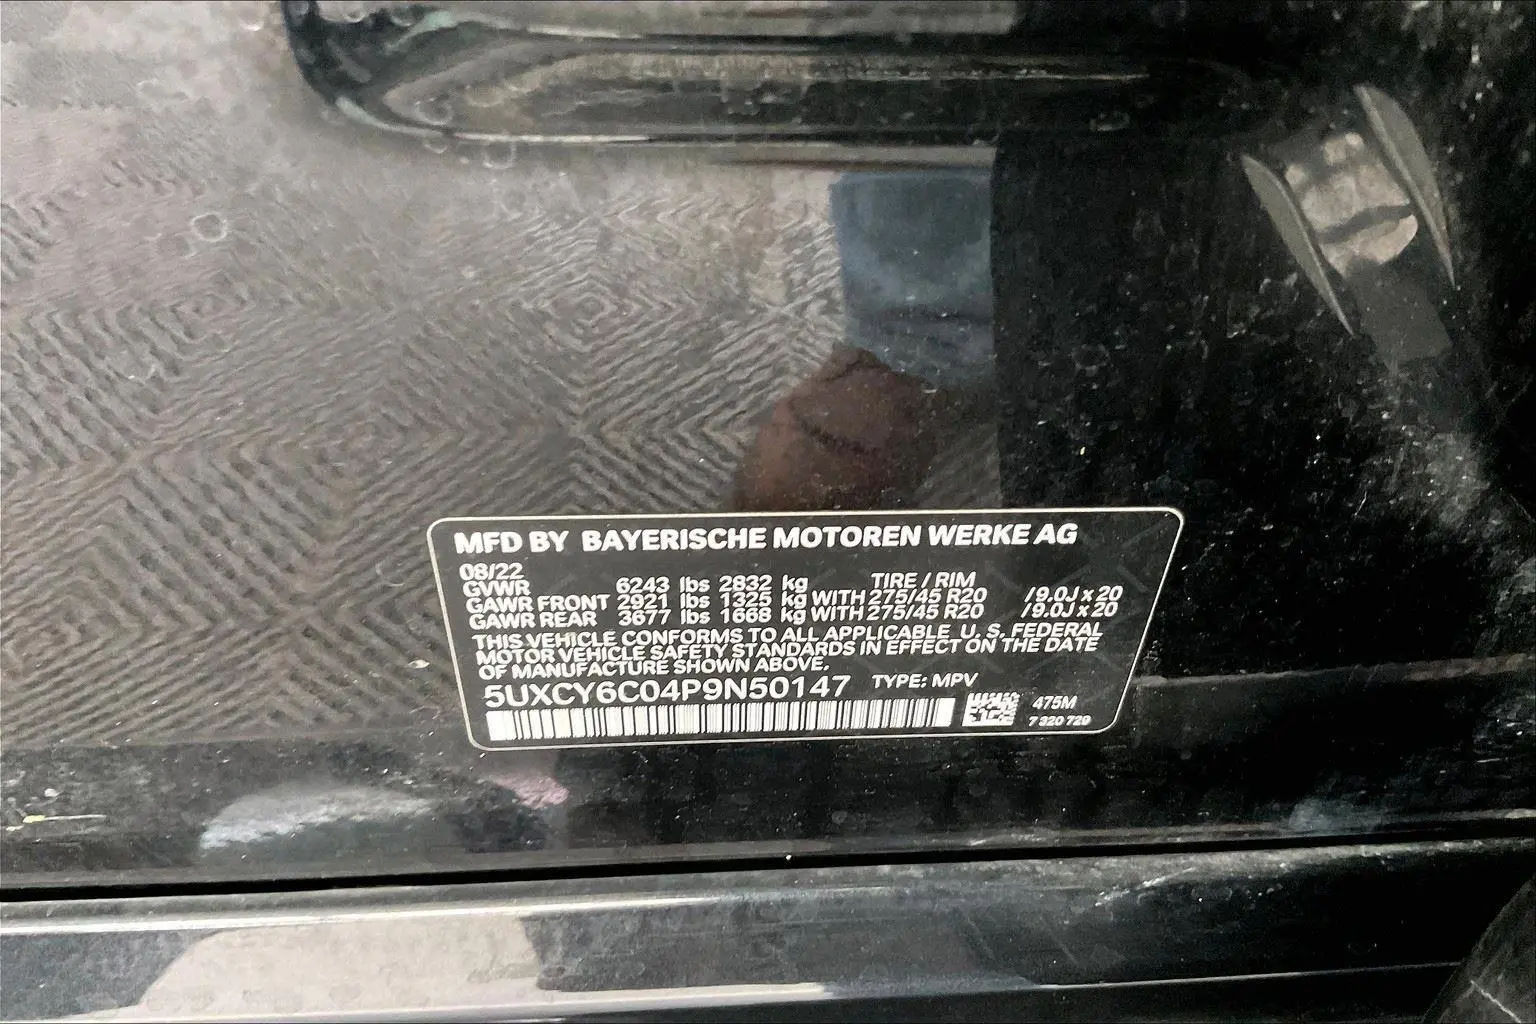 MFD BY BAYERISCHE MOTOREN WERKE AG
08/22
GVWR 6243 lbs 2832 kg TIRE / RIM
GAWR FRONT 2921 lbs 1325 kg WITH 275/45 R20 /9.0J x 20
GAWR REAR 3677 lbs 1668 kg WITH 275/45 R20 /9.0J x 20
THIS VEHICLE CONFORMS TO ALL APPLICABLE U. S. FEDERAL
MOTOR VEHICLE SAFETY STANDARDS IN EFFECT ON THE DATE
OF MANUFACTURE SHOWN ABOVE.
5UXCY6C04P9N50147 TYPE: MPV
475M
7 320 729